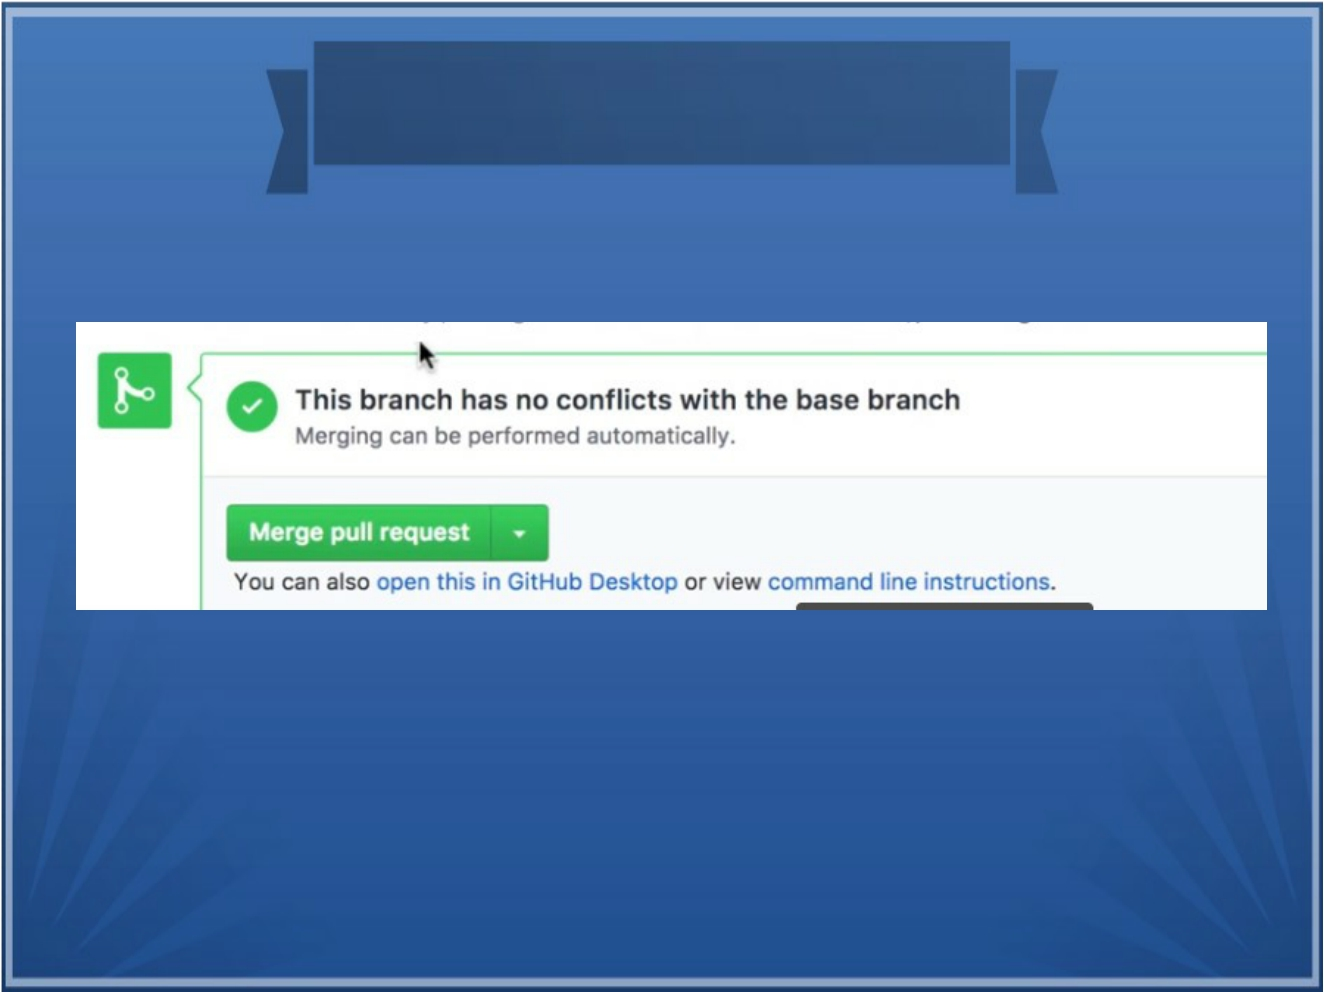 This branch has no conflicts with the base branch
Merging can be performed automatically.
Merge pull request
You can also open this in GitHub Desktop or view command line instructions.